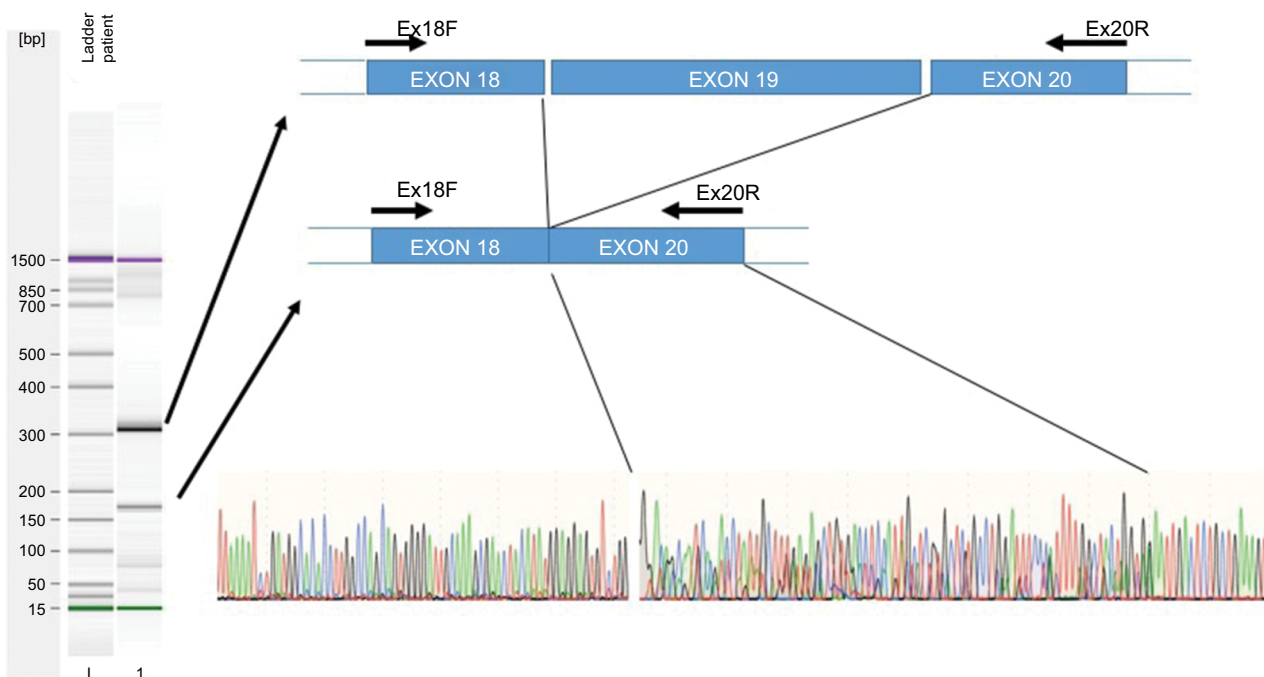 [bp]
Ladder
patient
1500
850
700
500
400
300
200
150
100
50
15
L
1
Ex18F
Ex20R
EXON 18
EXON 19
EXON 20
Ex18F
Ex20R
EXON 18
EXON 20